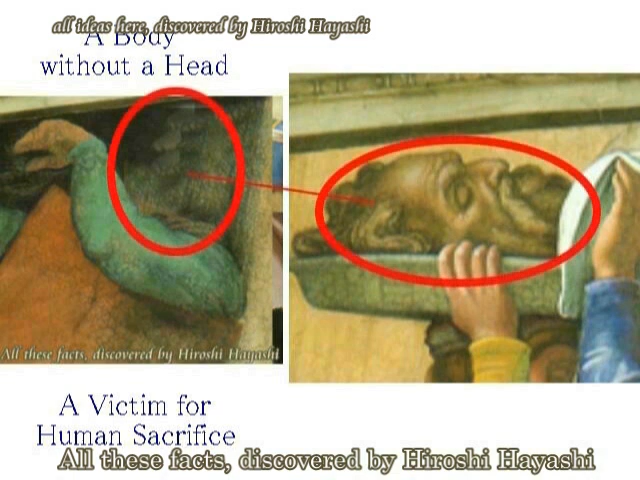 all ideas here, discovered by Hiroshi Hayashi
A Body
without a Head
All these facts, discovered by Hiroshi Hayashi
A Victim for
Human Sacrifice
All these facts, discovered by Hiroshi Hayashi